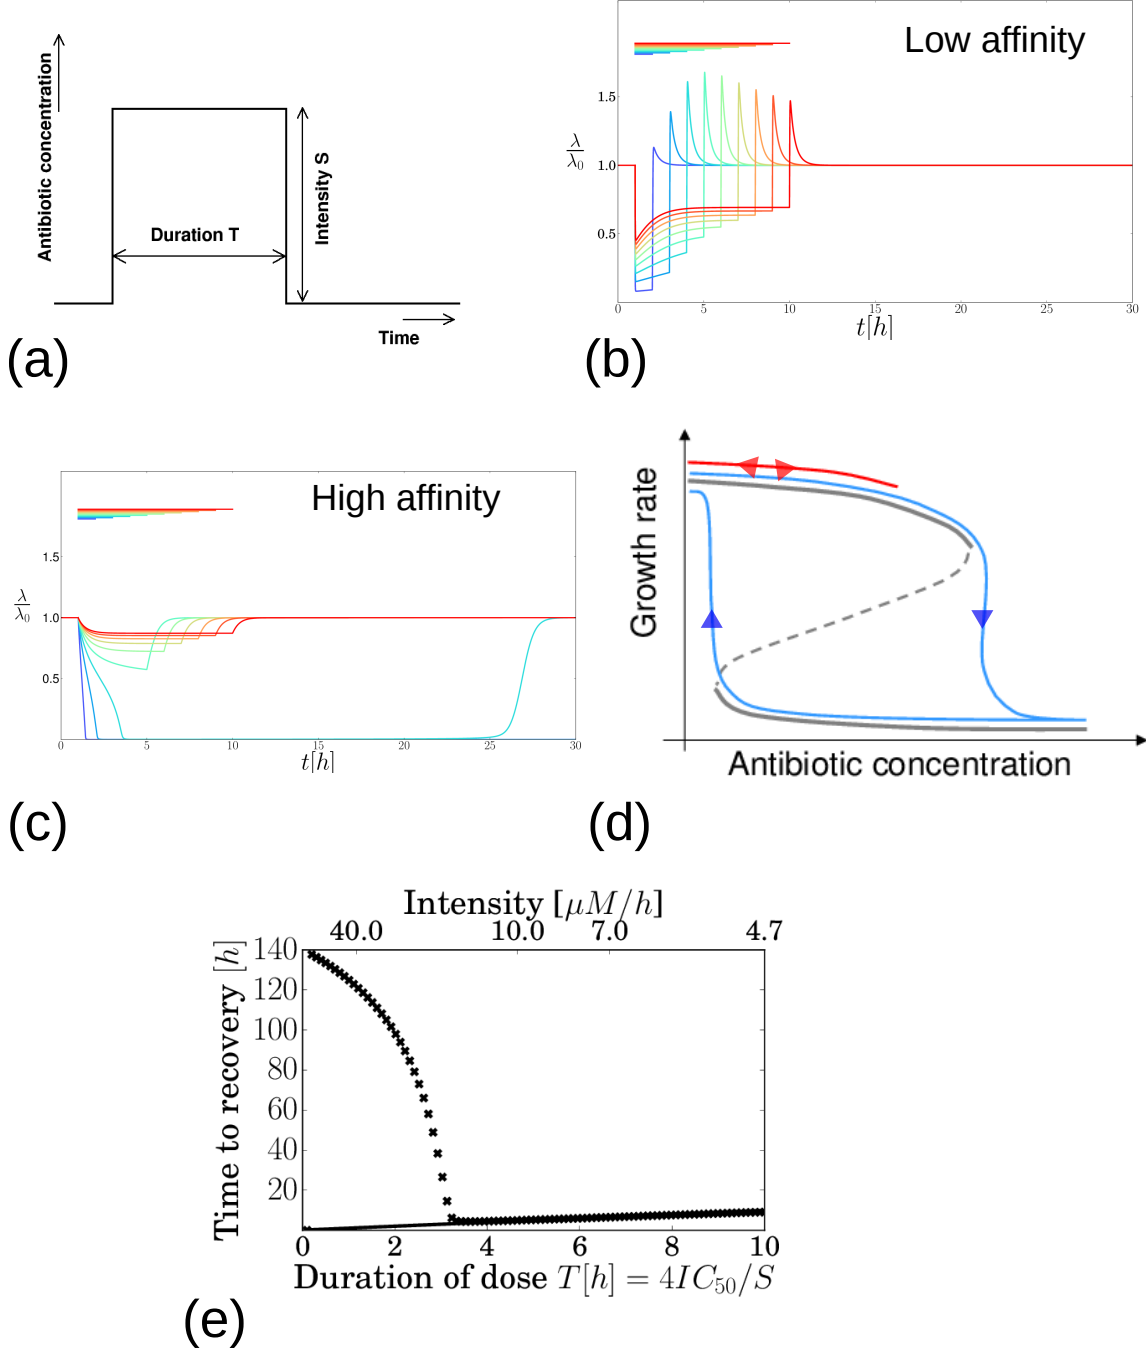 Antibiotic concentration
Duration T
Intensity S
Time
(a)
Low affinity
1.5
1.0
0.5
λ/λ₀
0 5 10 15 20 25 30
t[h]
(b)
High affinity
1.5
1.0
0.5
λ/λ₀
0 5 10 15 20 25 30
t[h]
(c)
Growth rate
Antibiotic concentration
(d)
Intensity [μM/h]
40.0 10.0 7.0 4.7
Time to recovery [h]
140
120
100
80
60
40
20
0 2 4 6 8 10
Duration of dose T[h] = 4IC₅₀/S
(e)